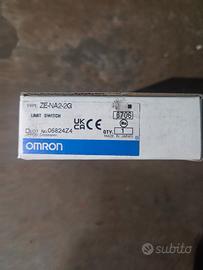 TYPE ZE-NA2-2G
LIMIT SWITCH
8706
LOT No.06824Z4
UK CA CE
QTY. 1
MADE IN JAPAN
OMRON
subito